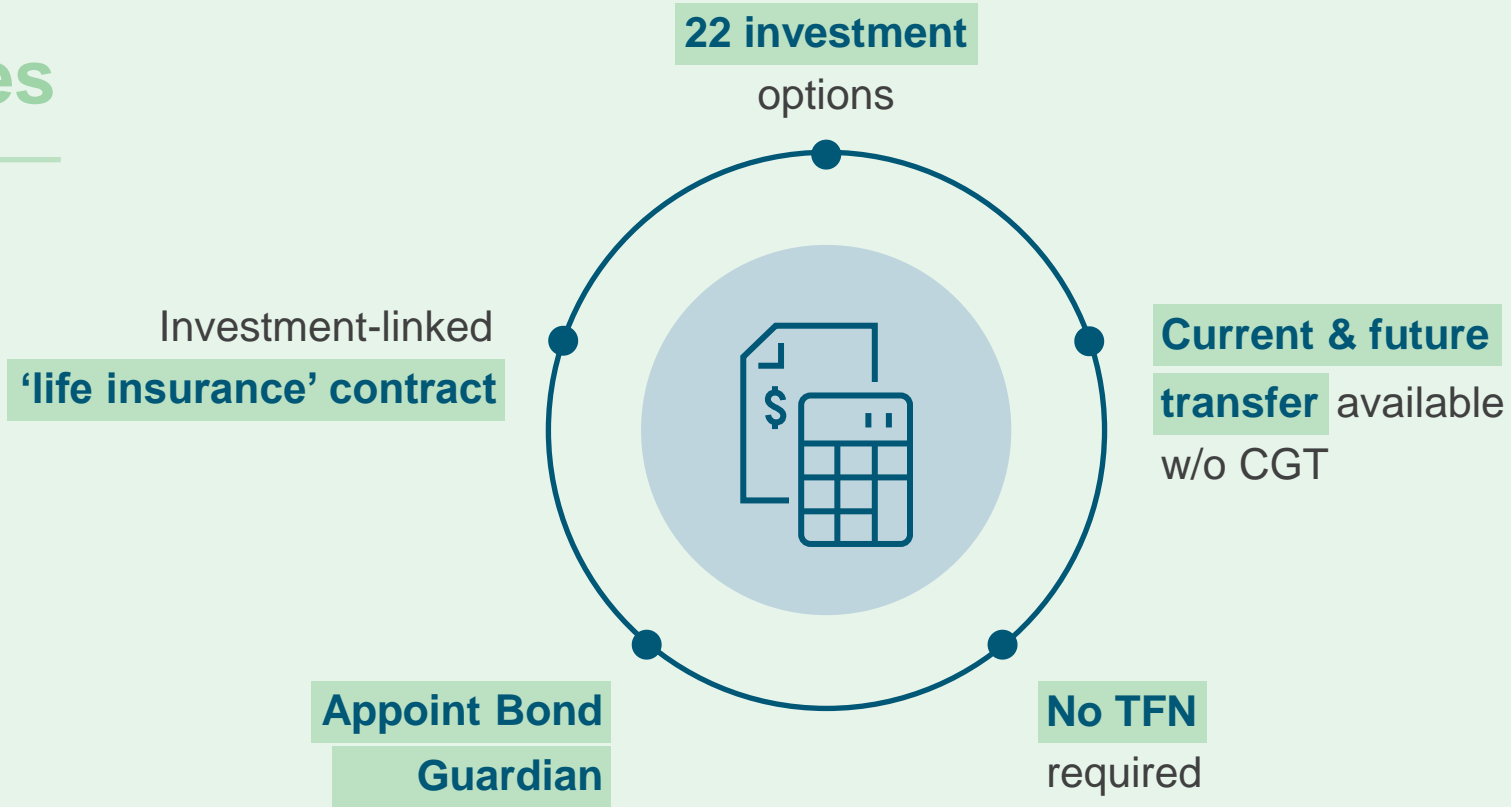 es
22 investment
options
Investment-linked
‘life insurance’ contract
Current & future
transfer available
w/o CGT
Appoint Bond
Guardian
No TFN
required
$